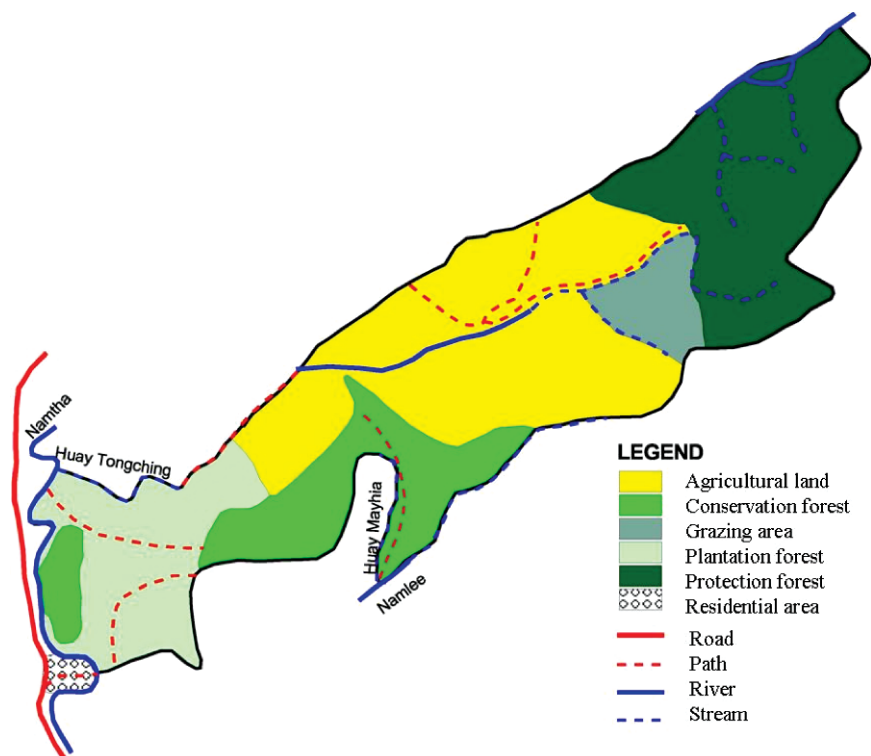 Namtha
Huay Tongching
Huay Mayhia
Namlee
LEGEND
Agricultural land
Conservation forest
Grazing area
Plantation forest
Protection forest
Residential area
Road
Path
River
Stream